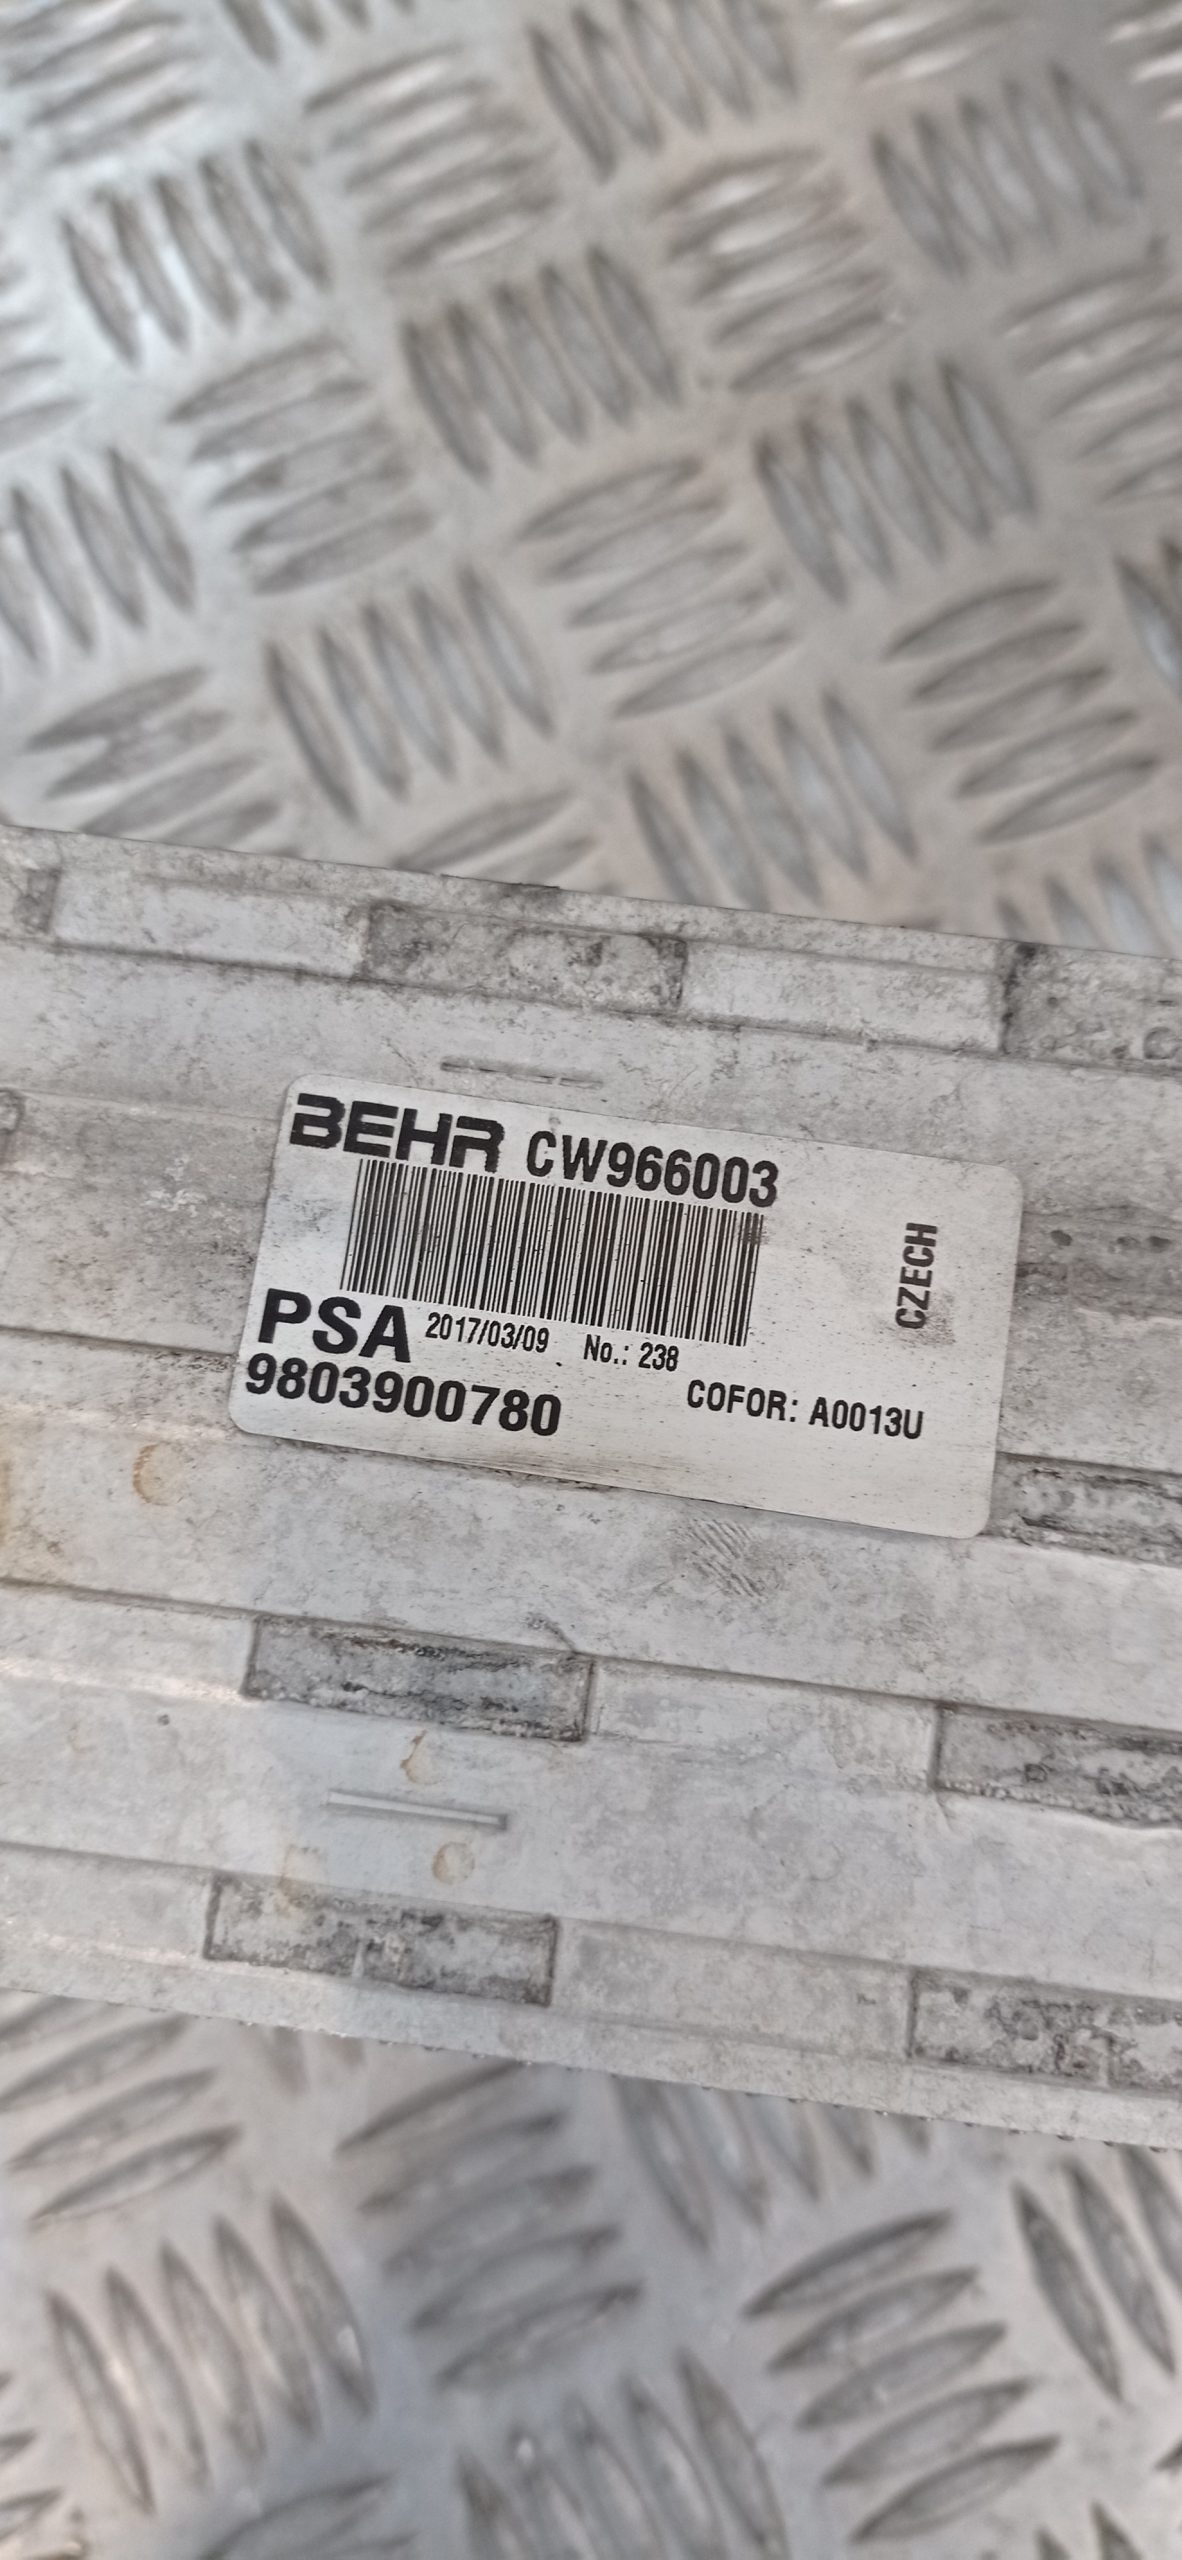 BEHR CW966003
CZECH
PSA 2017/03/09 No.: 238
9803900780 COFOR: A0013U